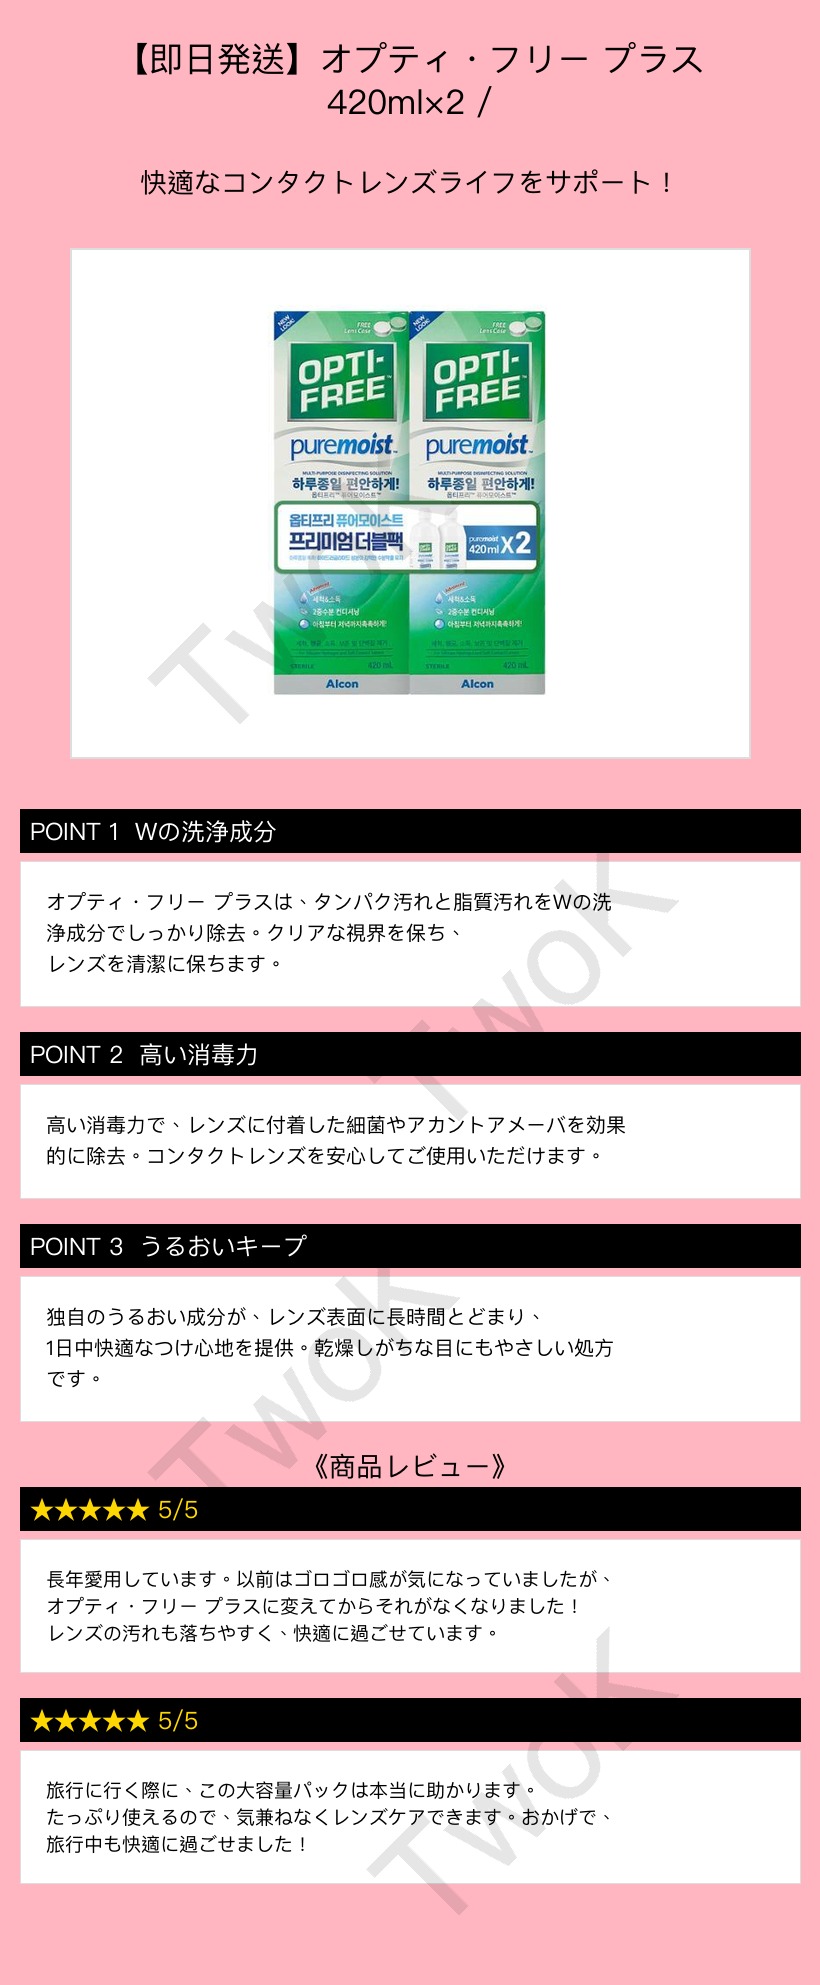 【即日発送】オプティ・フリー プラス
420ml×2 /
快適なコンタクトレンズライフをサポート！
NEW LOOK!
FREE
Lens Case
NEW LOOK!
FREE
Lens Case
OPTI-
FREE™
OPTI-
FREE™
puremoist™
puremoist™
MULTI-PURPOSE DISINFECTING SOLUTION
MULTI-PURPOSE DISINFECTING SOLUTION
하루종일 편안하게!
하루종일 편안하게!
옵티프리™ 퓨어모이스트™
옵티프리™ 퓨어모이스트™
옵티프리 퓨어모이스트
프리미엄 더블팩
puremoist
420ml X2
세척&소독
세척&소독
2중수분 컨디셔닝
2중수분 컨디셔닝
아침부터 저녁까지촉촉하게!
아침부터 저녁까지촉촉하게!
STERILE 420 mL
STERILE 420 mL
Alcon
Alcon
TwoK
POINT 1 Wの洗浄成分
オプティ・フリー プラスは、タンパク汚れと脂質汚れをWの洗
浄成分でしっかり除去。クリアな視界を保ち、
レンズを清潔に保ちます。
TwoK
POINT 2 高い消毒力
高い消毒力で、レンズに付着した細菌やアカントアメーバを効果
的に除去。コンタクトレンズを安心してご使用いただけます。
POINT 3 うるおいキープ
独自のうるおい成分が、レンズ表面に長時間とどまり、
1日中快適なつけ心地を提供。乾燥しがちな目にもやさしい処方
です。
TwoK
《商品レビュー》
★★★★★ 5/5
長年愛用しています。以前はゴロゴロ感が気になっていましたが、
オプティ・フリー プラスに変えてからそれがなくなりました！
レンズの汚れも落ちやすく、快適に過ごせています。
★★★★★ 5/5
旅行に行く際に、この大容量パックは本当に助かります。
たっぷり使えるので、気兼ねなくレンズケアできます。おかげで、
旅行中も快適に過ごせました！
TwoK